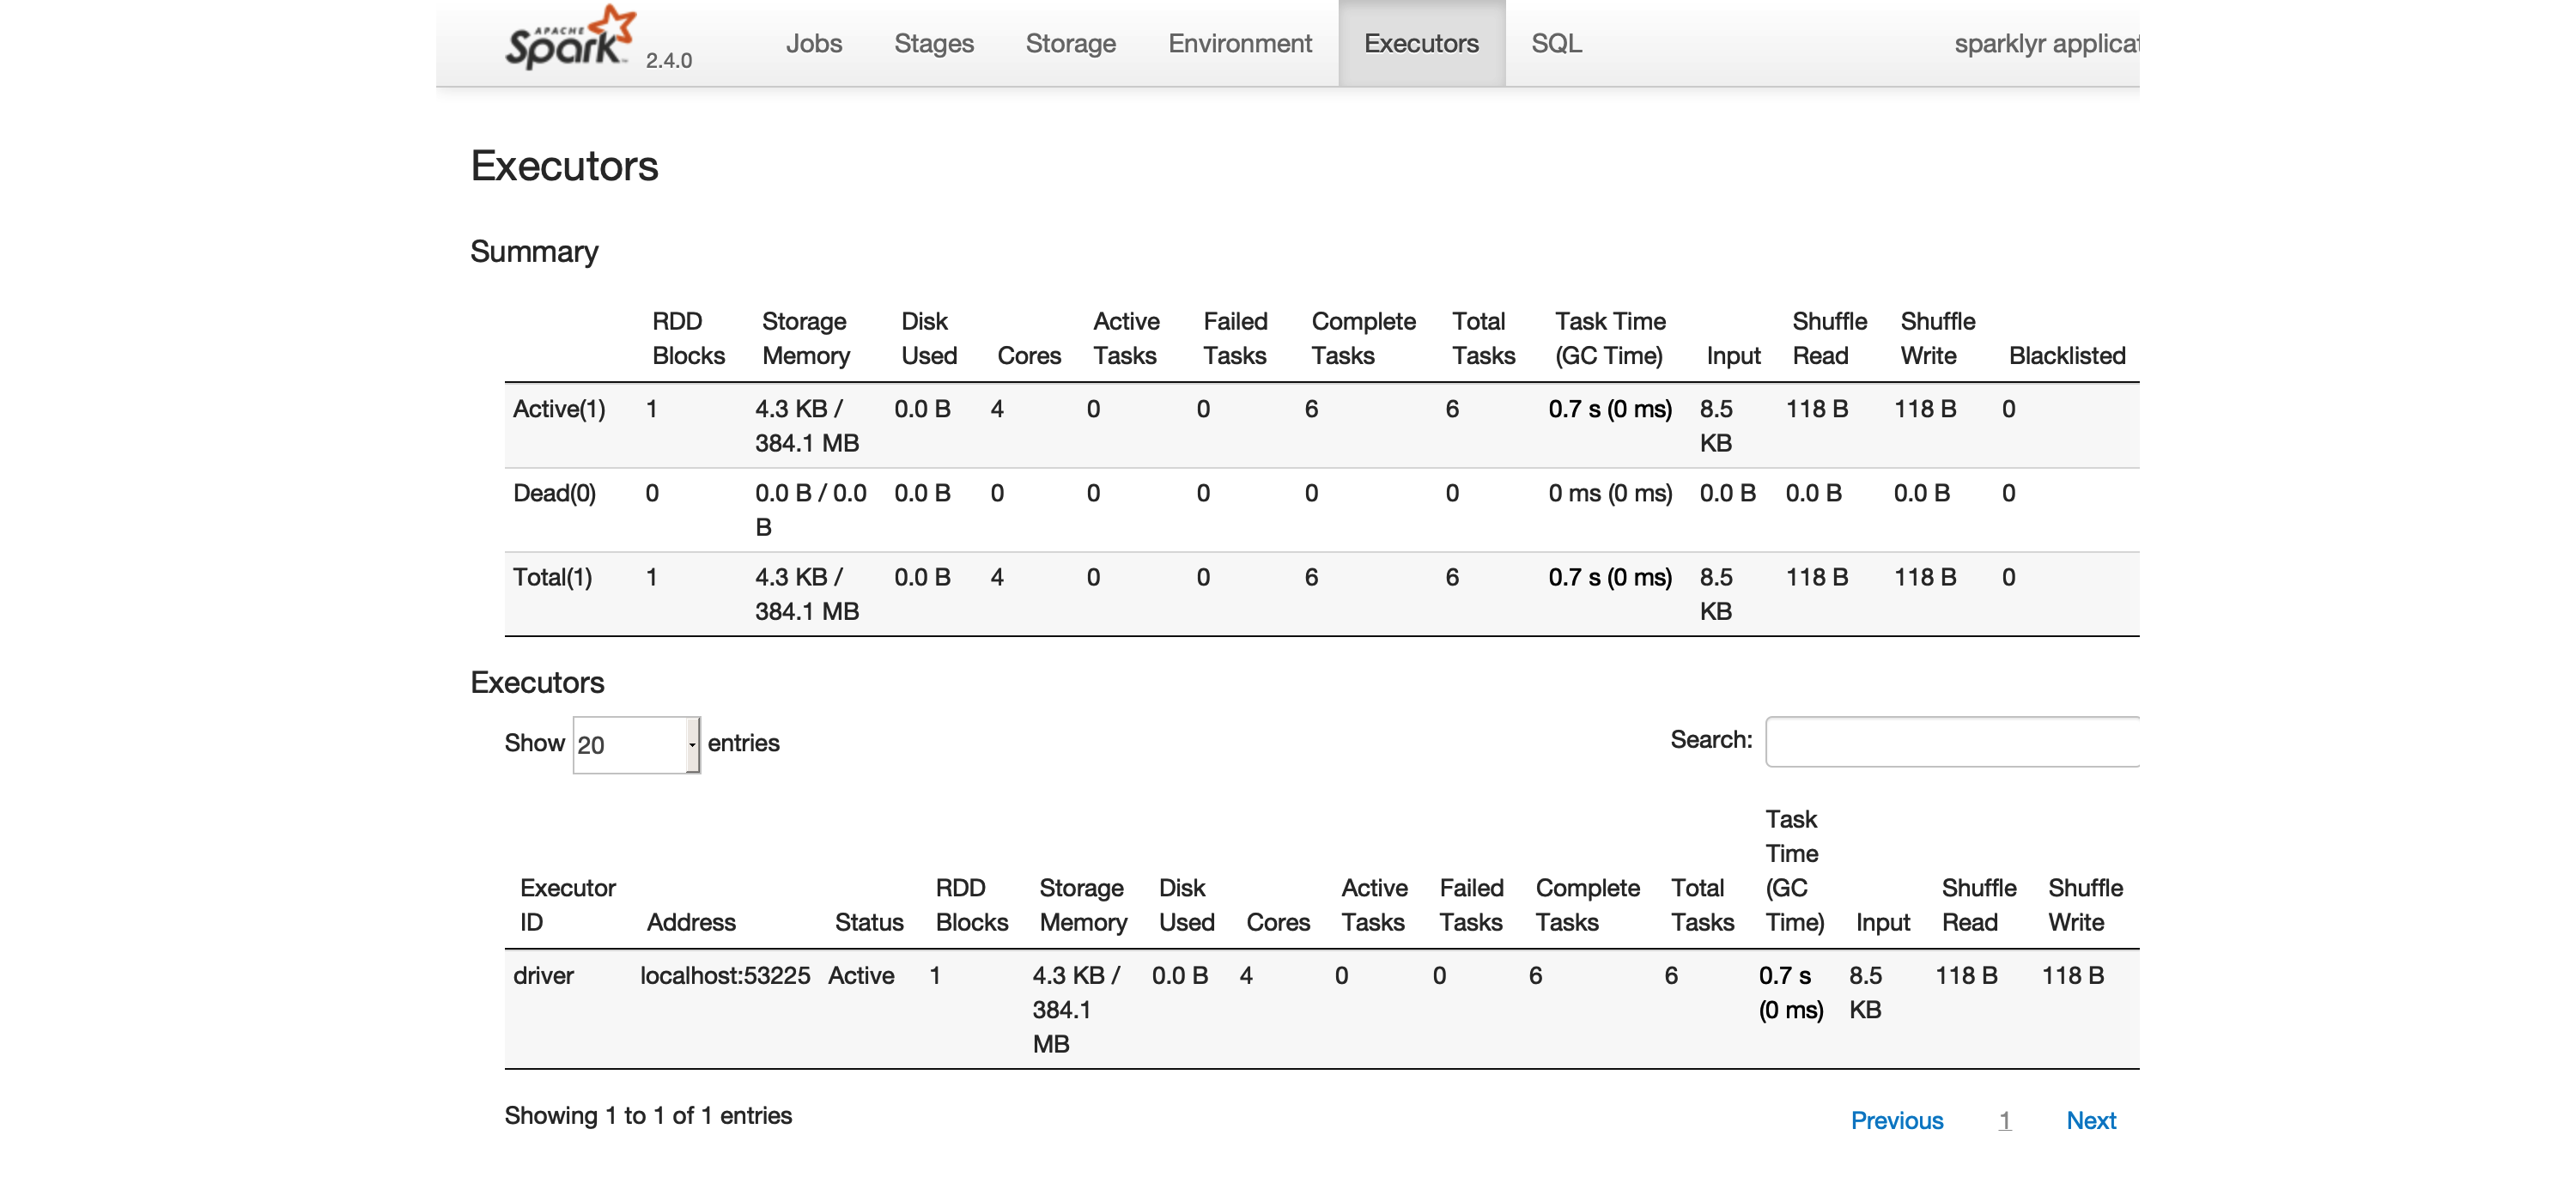 APACHE Spark 2.4.0 Jobs Stages Storage Environment Executors SQL sparklyr applicat
Executors
Summary
RDD Storage Disk Active Failed Complete Total Task Time Shuffle Shuffle
Blocks Memory Used Cores Tasks Tasks Tasks Tasks (GC Time) Input Read Write Blacklisted
Active(1) 1 4.3 KB / 0.0 B 4 0 0 6 6 0.7 s (0 ms) 8.5 118 B 118 B 0
384.1 MB KB
Dead(0) 0 0.0 B / 0.0 0.0 B 0 0 0 0 0 0 ms (0 ms) 0.0 B 0.0 B 0.0 B 0
B
Total(1) 1 4.3 KB / 0.0 B 4 0 0 6 6 0.7 s (0 ms) 8.5 118 B 118 B 0
384.1 MB KB
Executors
Show 20 entries Search:
Task
Time
Executor RDD Storage Disk Active Failed Complete Total (GC Shuffle Shuffle
ID Address Status Blocks Memory Used Cores Tasks Tasks Tasks Tasks Time) Input Read Write
driver localhost:53225 Active 1 4.3 KB / 0.0 B 4 0 0 6 6 0.7 s 8.5 118 B 118 B
384.1 (0 ms) KB
MB
Showing 1 to 1 of 1 entries Previous 1 Next